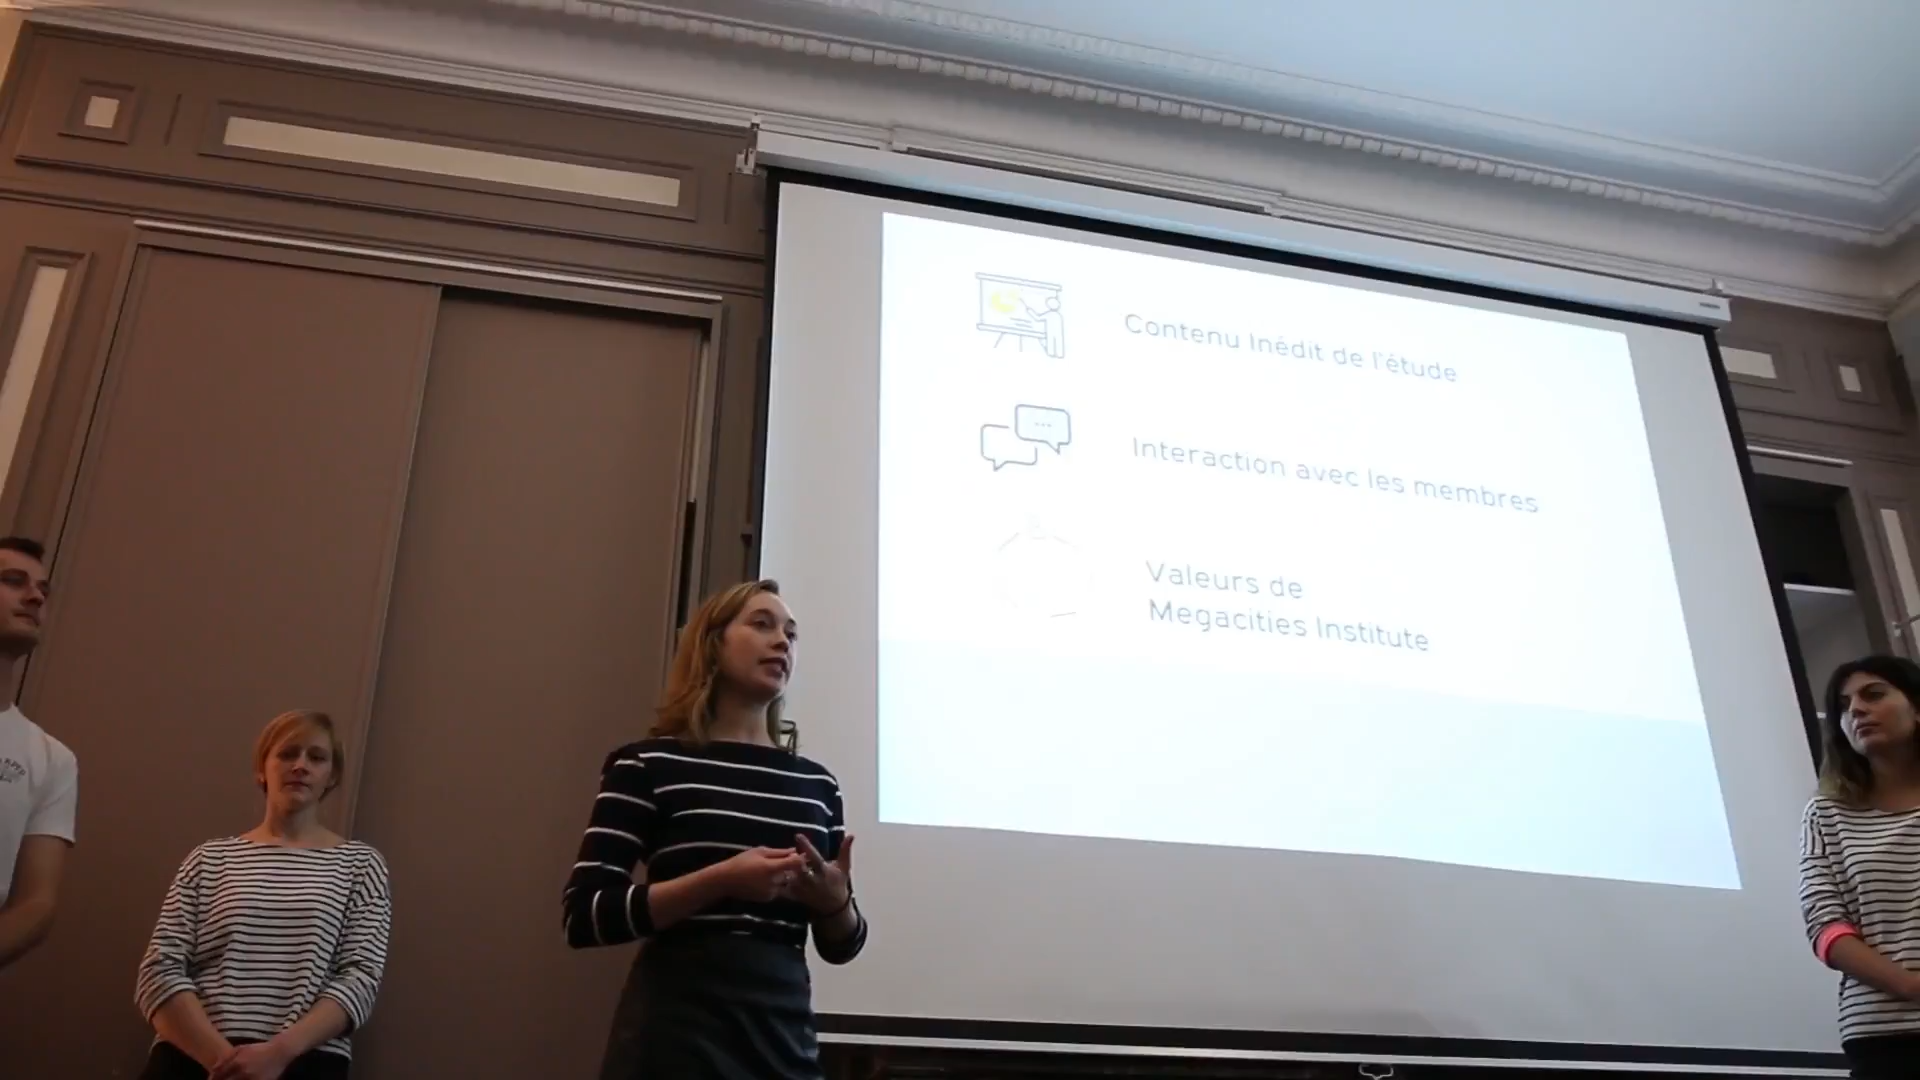 Contenu Inédit de l'étude
Interaction avec les membres
Valeurs de
Megacities Institute